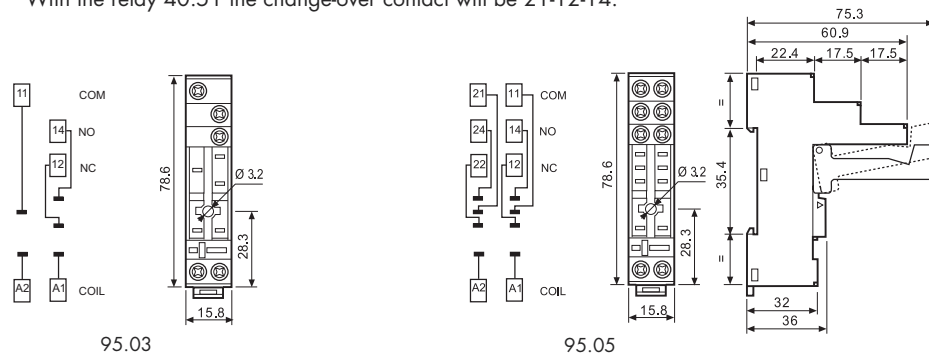 With the relay 40.51 the change-over contact will be 21-12-14.
75.3
60.9
22.4 17.5 17.5
11 COM
14 NO
12 NC
78.6
Ø 3.2
28.3
A2 A1 COIL
15.8
95.03
21 11 COM
24 14 NO
22 12 NC
78.6
Ø 3.2
28.3
A2 A1 COIL
15.8
95.05
=
35.4
=
32
36